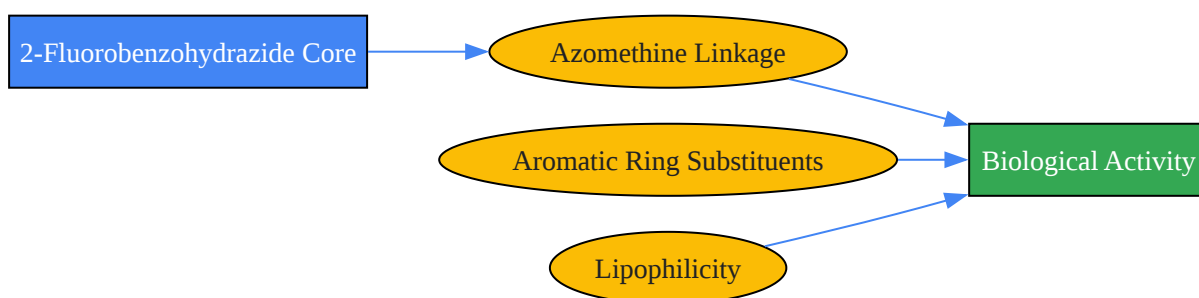 2-Fluorobenzohydrazide Core
Azomethine Linkage
Aromatic Ring Substituents
Biological Activity
Lipophilicity